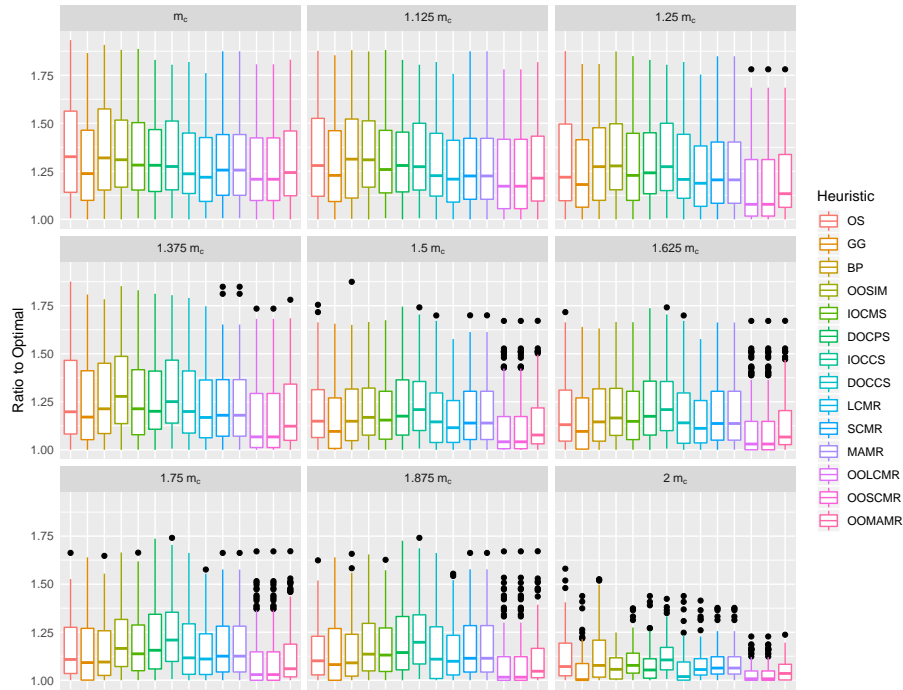 m_c
1.125 m_c
1.25 m_c
1.75
1.50
1.25
1.00
1.375 m_c
1.5 m_c
1.625 m_c
1.75
1.50
1.25
1.00
1.75 m_c
1.875 m_c
2 m_c
1.75
1.50
1.25
1.00
Ratio to Optimal
Heuristic
OS
GG
BP
OOSIM
IOCMS
DOCPS
IOCCS
DOCCS
LCMR
SCMR
MAMR
OOLCMR
OOSCMR
OOMAMR